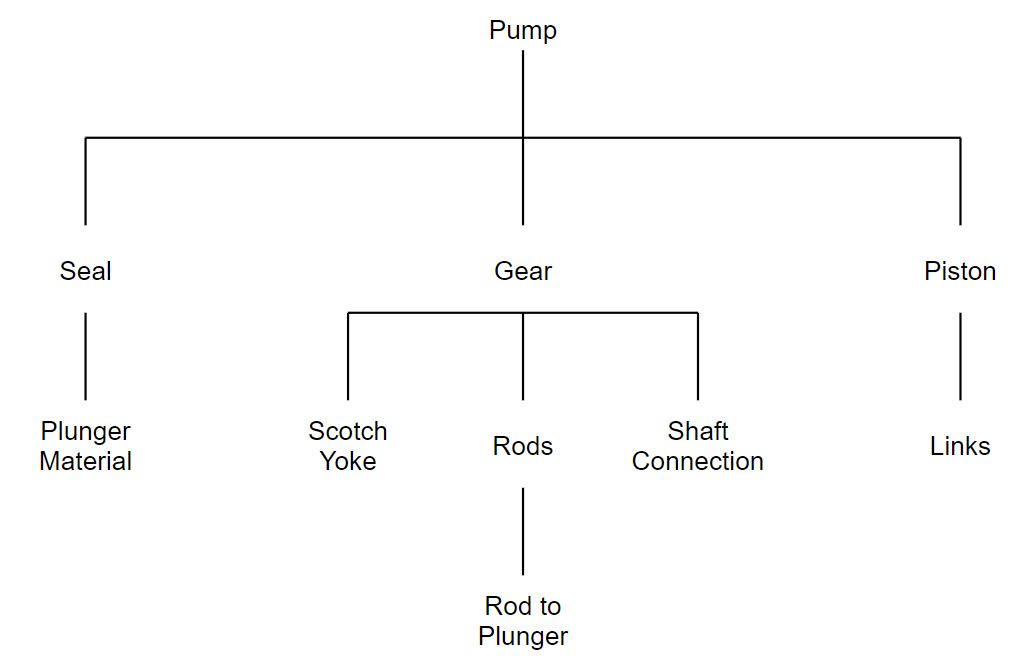 Pump
Seal
Gear
Piston
Plunger
Material
Scotch
Yoke
Rods
Shaft
Connection
Links
Rod to
Plunger